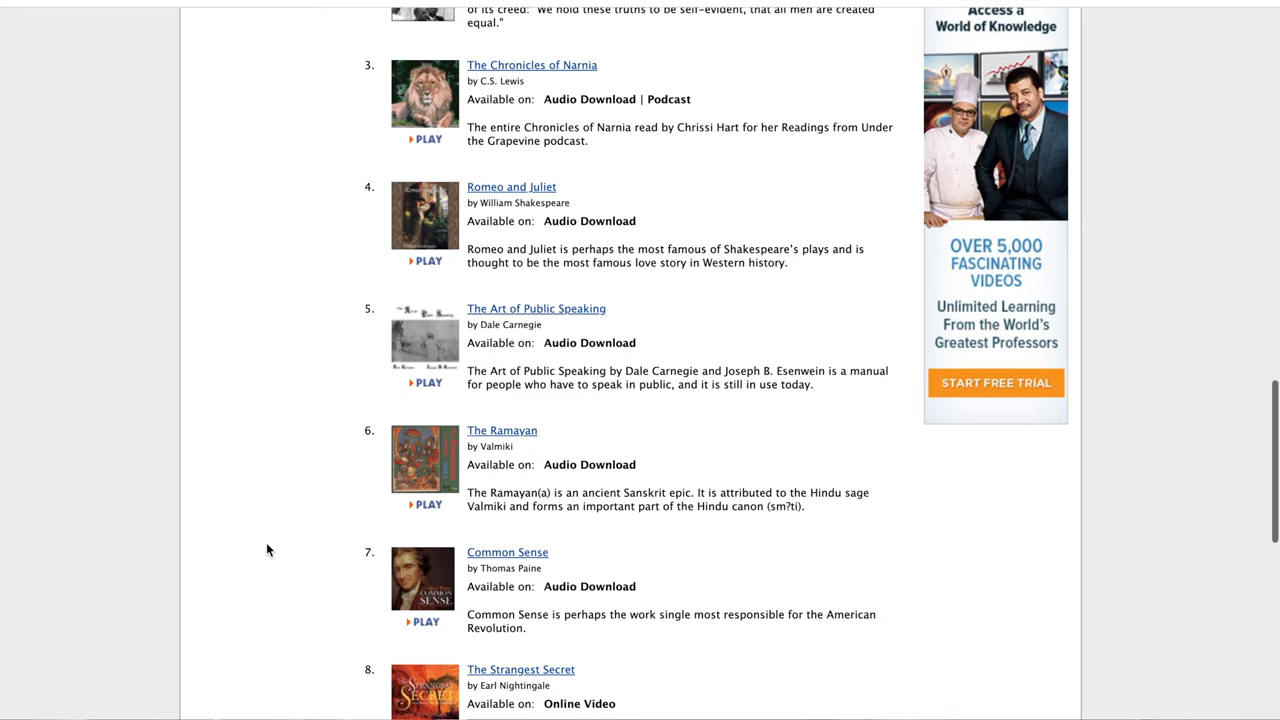 of its creed: "We hold these truths to be self-evident, that all men are created
equal."
3.
The Chronicles of Narnia
by C.S. Lewis
Available on: Audio Download | Podcast
PLAY
The entire Chronicles of Narnia read by Chrissi Hart for her Readings from Under
the Grapevine podcast.
4.
Romeo and Juliet
by William Shakespeare
Available on: Audio Download
PLAY
Romeo and Juliet is perhaps the most famous of Shakespeare's plays and is
thought to be the most famous love story in Western history.
5.
The Art of Public Speaking
by Dale Carnegie
Available on: Audio Download
PLAY
The Art of Public Speaking by Dale Carnegie and Joseph B. Esenwein is a manual
for people who have to speak in public, and it is still in use today.
6.
The Ramayan
by Valmiki
Available on: Audio Download
PLAY
The Ramayan(a) is an ancient Sanskrit epic. It is attributed to the Hindu sage
Valmiki and forms an important part of the Hindu canon (sm?ti).
7.
Common Sense
by Thomas Paine
Available on: Audio Download
COMMON
SENSE
PLAY
Common Sense is perhaps the work single most responsible for the American
Revolution.
8.
The Strangest Secret
by Earl Nightingale
Available on: Online Video
STRANGEST
SECRET
Access a
World of Knowledge
OVER 5,000
FASCINATING
VIDEOS
Unlimited Learning
From the World's
Greatest Professors
START FREE TRIAL